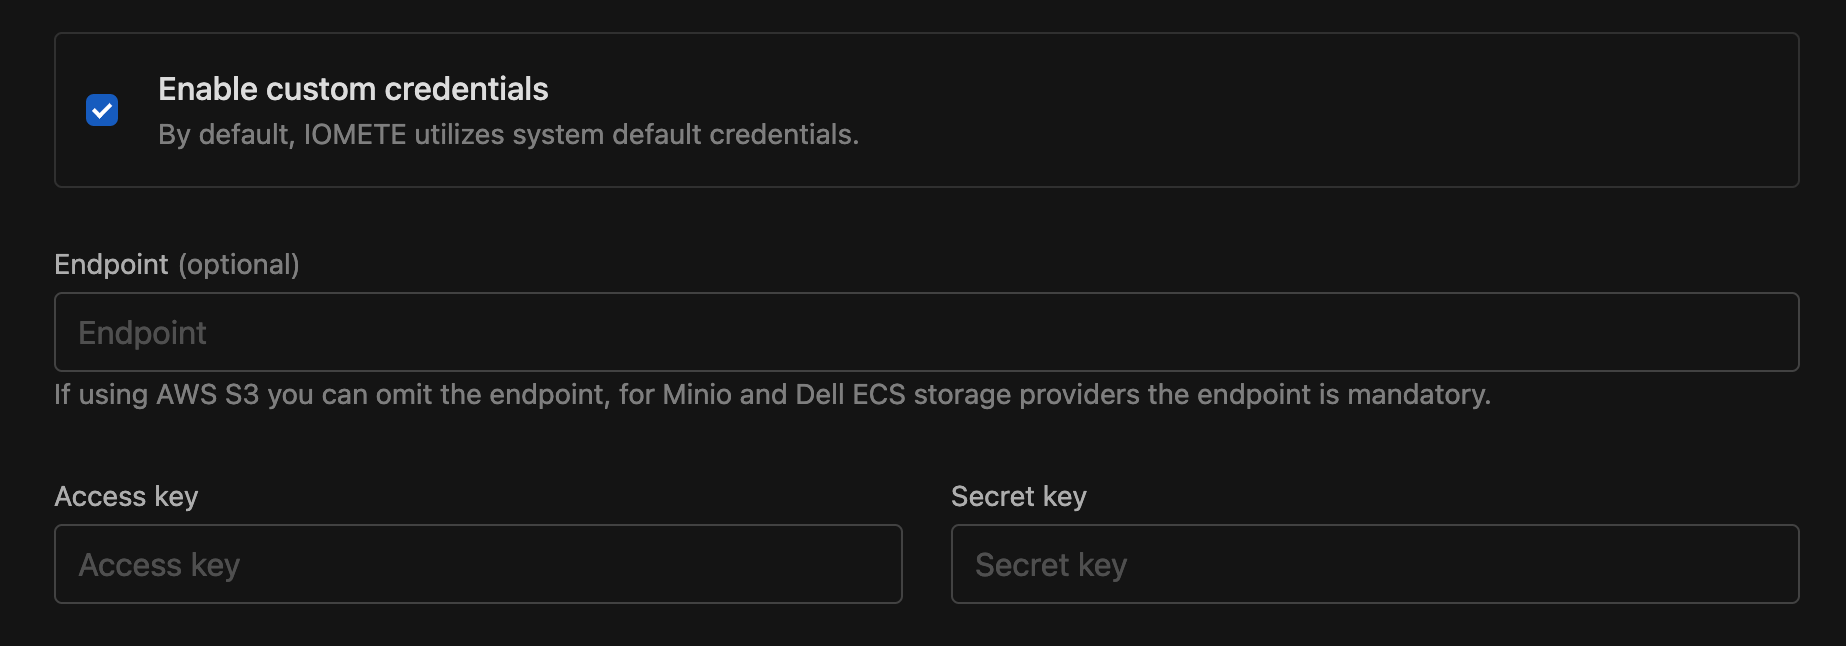 Enable custom credentials
By default, IOMETE utilizes system default credentials.
Endpoint (optional)
Endpoint
If using AWS S3 you can omit the endpoint, for Minio and Dell ECS storage providers the endpoint is mandatory.
Access key
Access key
Secret key
Secret key